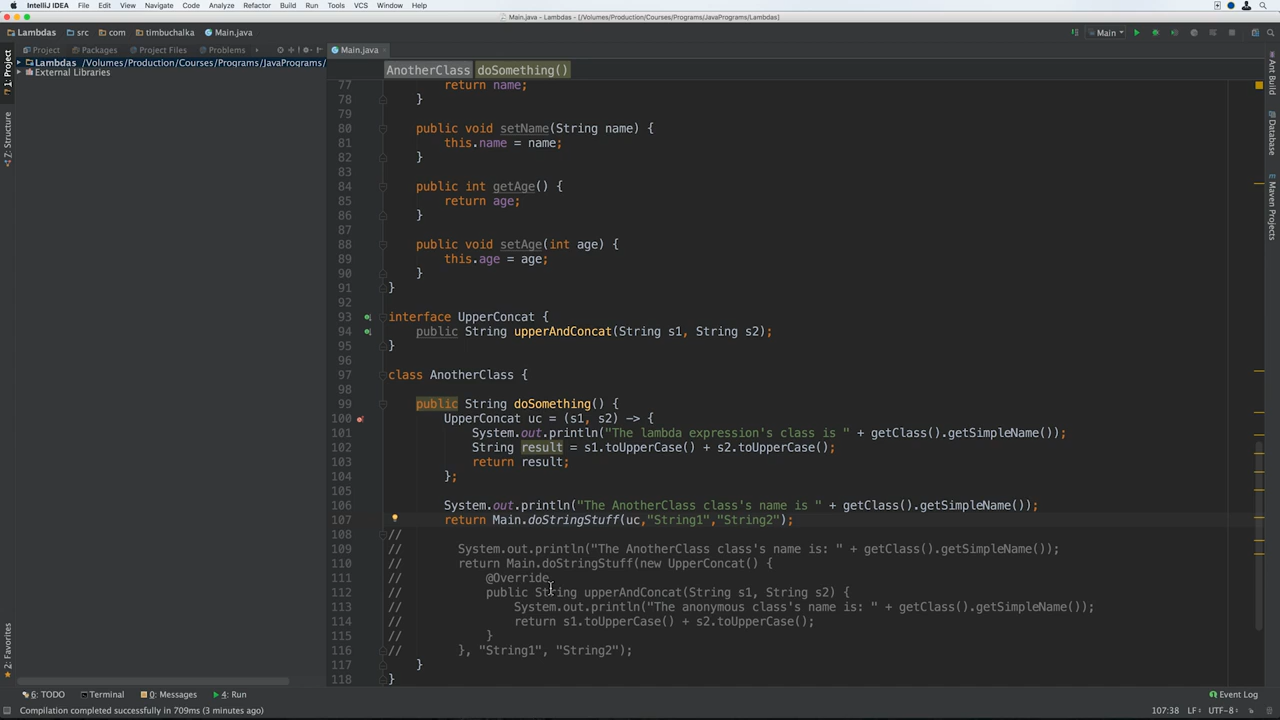 IntelliJ IDEA File Edit View Navigate Code Analyze Refactor Build Run Tools VCS Window Help
Main.java - Lambdas - [/Volumes/Production/Courses/Programs/JavaPrograms/Lambdas]
Lambdas src com timbuchalka Main.java Main
Project Packages Project Files Problems Main.java
Lambdas /Volumes/Production/Courses/Programs/JavaPrograms/
External Libraries
1: Project
Z: Structure
2: Favorites
Ant Build
Database
Maven Projects
AnotherClass doSomething()
77 return name;
78 }
79
80 public void setName(String name) {
81 this.name = name;
82 }
83
84 public int getAge() {
85 return age;
86 }
87
88 public void setAge(int age) {
89 this.age = age;
90 }
91 }
92
93 interface UpperConcat {
94 public String upperAndConcat(String s1, String s2);
95 }
96
97 class AnotherClass {
98
99 public String doSomething() {
100 UpperConcat uc = (s1, s2) -> {
101 System.out.println("The lambda expression's class is " + getClass().getSimpleName());
102 String result = s1.toUpperCase() + s2.toUpperCase();
103 return result;
104 };
105
106 System.out.println("The AnotherClass class's name is " + getClass().getSimpleName());
107 return Main.doStringStuff(uc,"String1","String2");
108 //
109 // System.out.println("The AnotherClass class's name is: " + getClass().getSimpleName());
110 // return Main.doStringStuff(new UpperConcat() {
111 // @Override
112 // public String upperAndConcat(String s1, String s2) {
113 // System.out.println("The anonymous class's name is: " + getClass().getSimpleName());
114 // return s1.toUpperCase() + s2.toUpperCase();
115 // }
116 // }, "String1", "String2");
117 }
118 }
6: TODO Terminal 0: Messages 4: Run Event Log
Compilation completed successfully in 709ms (3 minutes ago) 107:38 LF UTF-8